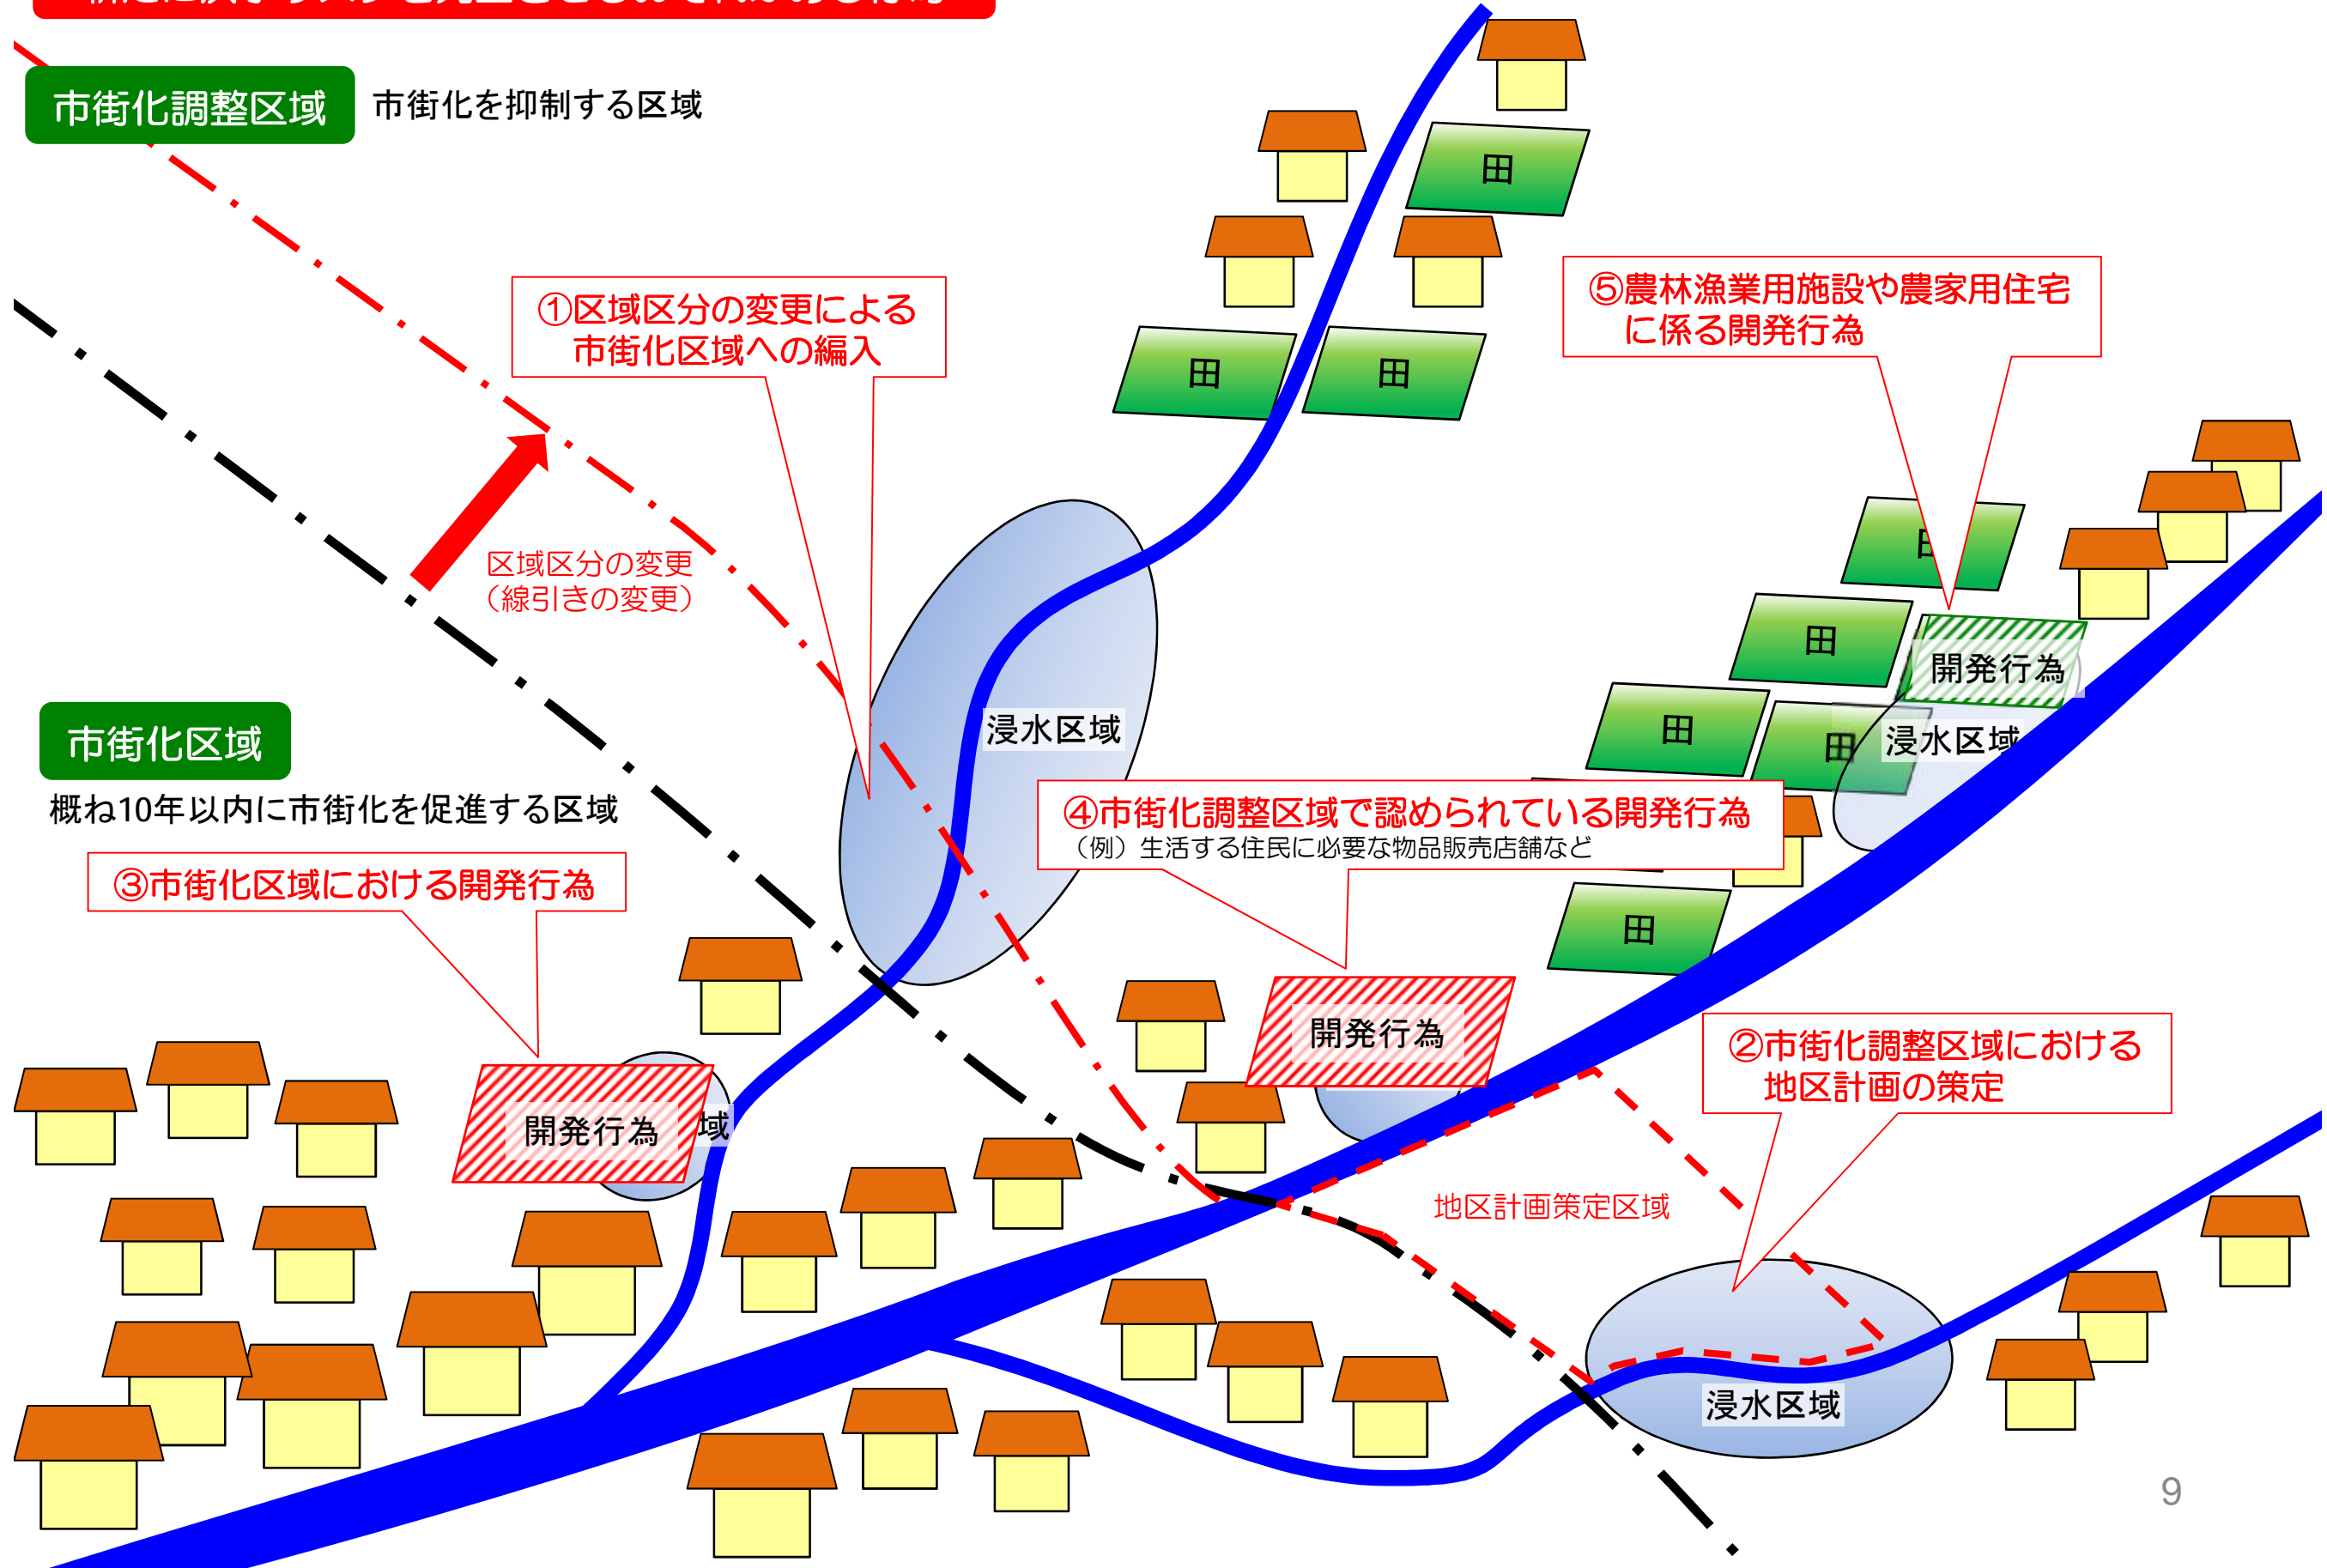 市街化調整区域
市街化を抑制する区域
①区域区分の変更による
市街化区域への編入
⑤農林漁業用施設や農家用住宅
に係る開発行為
田
田
田
区域区分の変更
（線引きの変更）
田
開発行為
浸水区域
田
田
浸水区域
市街化区域
概ね10年以内に市街化を促進する区域
④市街化調整区域で認められている開発行為
（例）生活する住民に必要な物品販売店舗など
③市街化区域における開発行為
田
開発行為
②市街化調整区域における
地区計画の策定
開発行為
域
地区計画策定区域
浸水区域
9